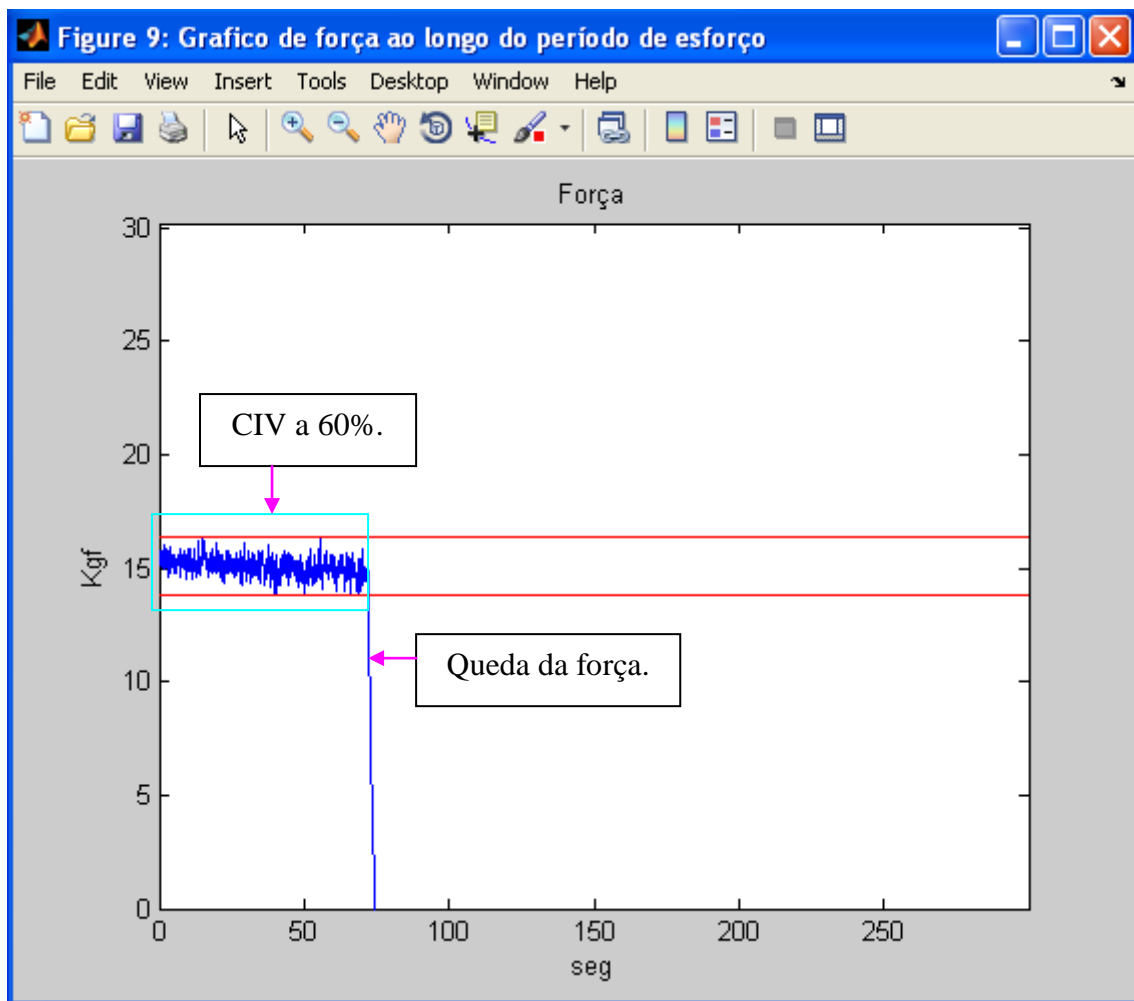 Figure 9: Grafico de força ao longo do período de esforço
File Edit View Insert Tools Desktop Window Help
Força
30
25
20
15
10
5
0
Kgf
CIV a 60%.
Queda da força.
0 50 100 150 200 250
seg